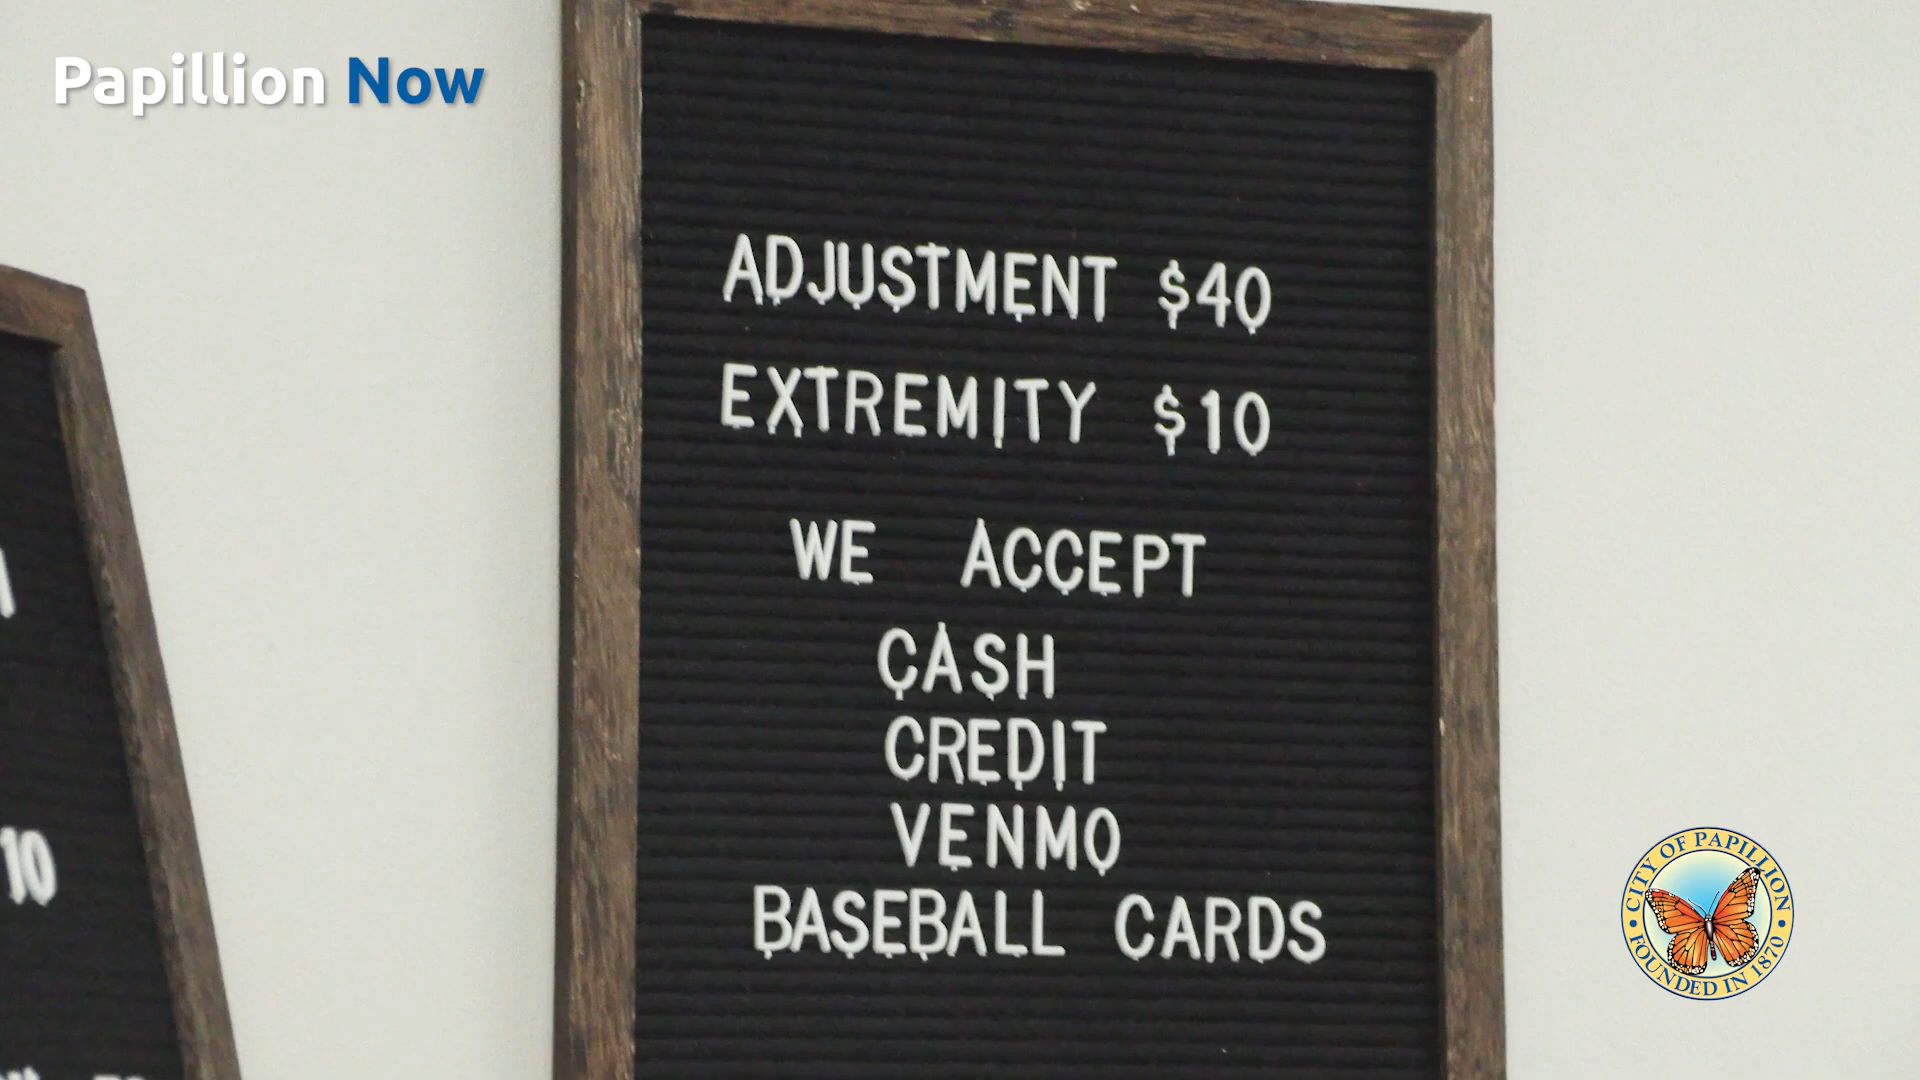 Papillion Now
ADJUSTMENT $40
EXTREMITY $10
WE ACCEPT
CASH
CREDIT
VENMO
BASEBALL CARDS
10
CITY OF PAPILLION
FOUNDED IN 1870